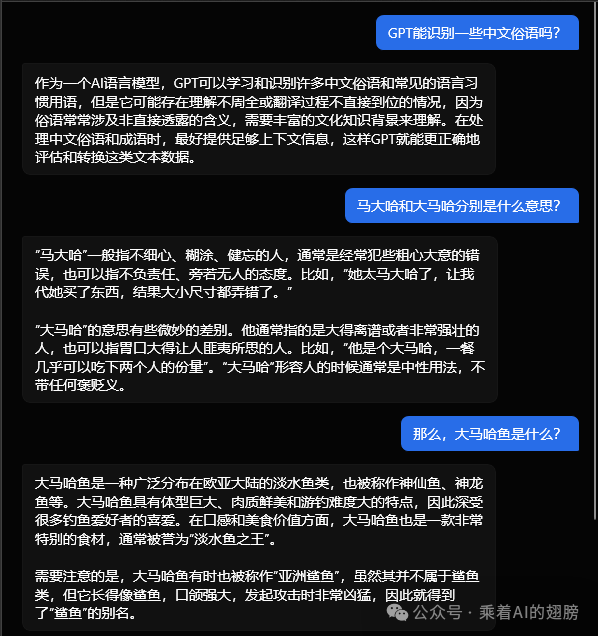 GPT能识别一些中文俗语吗？
作为一个AI语言模型，GPT可以学习和识别许多中文俗语和常见的语言习
惯用语，但是它可能存在理解不周全或翻译过程不直接到位的情况，因为
俗语常常涉及非直接透露的含义，需要丰富的文化知识背景来理解。在处
理中文俗语和成语时，最好提供足够上下文信息，这样GPT就能更正确地
评估和转换这类文本数据。
马大哈和大马哈分别是什么意思？
“马大哈”一般指不细心、糊涂、健忘的人，通常是经常犯些粗心大意的错
误，也可以指不负责任、旁若无人的态度。比如，“她太马大哈了，让我
代她买了东西，结果大小尺寸都弄错了。”
“大马哈”的意思有些微妙的差别。他通常指的是大得离谱或者非常强壮的
人，也可以指胃口大得让人匪夷所思的人。比如，“他是个大马哈，一餐
几乎可以吃下两个人的份量”。“大马哈”形容人的时候通常是中性用法，不
带任何褒贬义。
那么，大马哈鱼是什么？
大马哈鱼是一种广泛分布在欧亚大陆的淡水鱼类，也被称作神仙鱼、神龙
鱼等。大马哈鱼具有体型巨大、肉质鲜美和游钓难度大的特点，因此深受
很多钓鱼爱好者的喜爱。在口感和美食价值方面，大马哈鱼也是一款非常
特别的食材，通常被誉为“淡水鱼之王”。
需要注意的是，大马哈鱼有时也被称作“亚洲鲨鱼”，虽然其并不属于鲨鱼
类，但它长得像鲨鱼，口颌强大，发起攻击时非常凶猛，因此就得到
了“鲨鱼”的别名。
公众号·乘着AI的翅膀